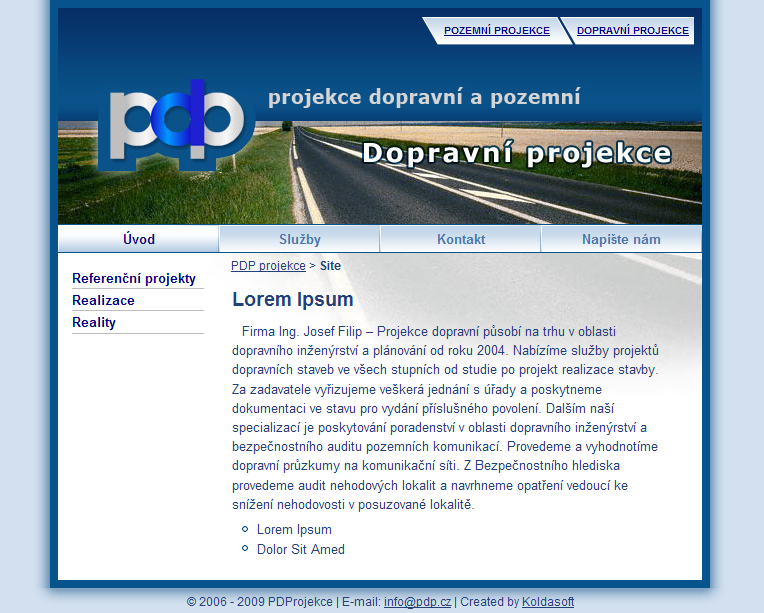 POZEMNÍ PROJEKCE DOPRAVNÍ PROJEKCE
pdp projekce dopravní a pozemní
Dopravní projekce
Úvod Služby Kontakt Napište nám
Referenční projekty
Realizace
Reality
PDP projekce > Site
Lorem Ipsum
Firma Ing. Josef Filip – Projekce dopravní působí na trhu v oblasti
dopravního inženýrství a plánování od roku 2004. Nabízíme služby projektů
dopravních staveb ve všech stupních od studie po projekt realizace stavby.
Za zadavatele vyřizujeme veškerá jednání s úřady a poskytneme
dokumentaci ve stavu pro vydání příslušného povolení. Dalším naší
specializací je poskytování poradenství v oblasti dopravního inženýrství a
bezpečnostního auditu pozemních komunikací. Provedeme a vyhodnotíme
dopravní průzkumy na komunikační síti. Z Bezpečnostního hlediska
provedeme audit nehodových lokalit a navrhneme opatření vedoucí ke
snížení nehodovosti v posuzované lokalitě.
Lorem Ipsum
Dolor Sit Amed
© 2006 - 2009 PDProjekce | E-mail: info@pdp.cz | Created by Koldasoft